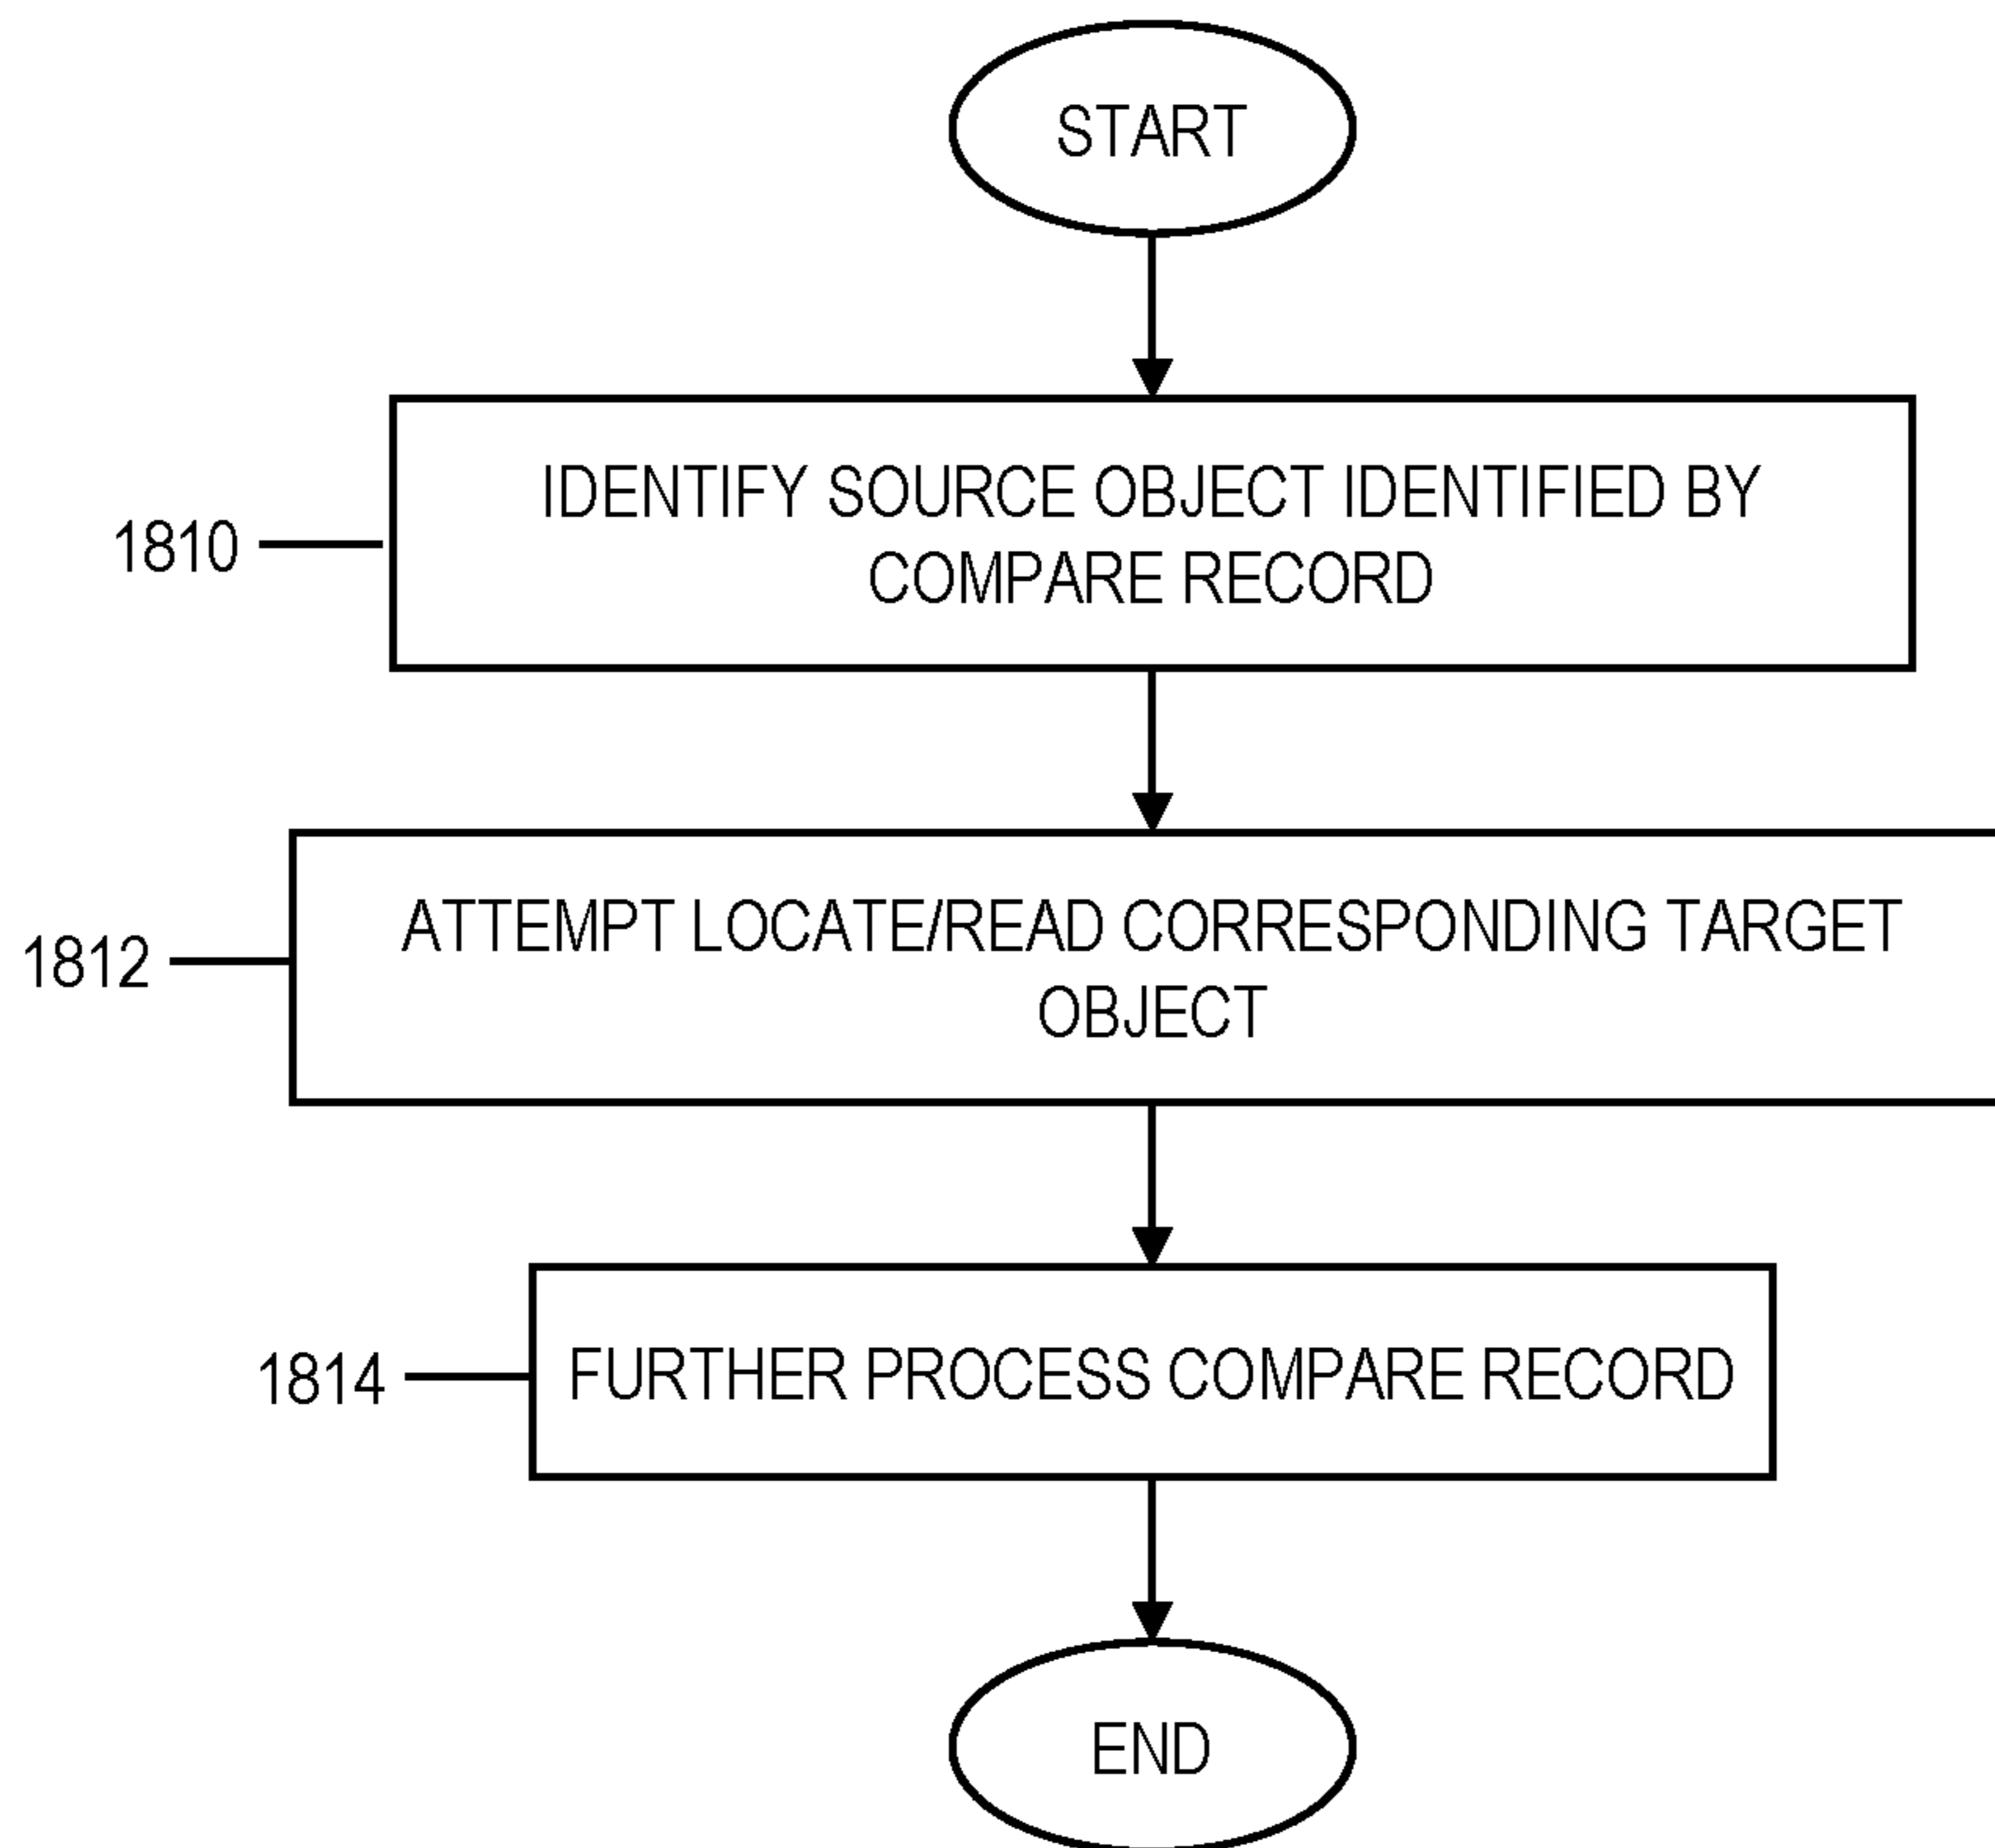 START
IDENTIFY SOURCE OBJECT IDENTIFIED BY
COMPARE RECORD
1810
ATTEMPT LOCATE/READ CORRESPONDING TARGET
OBJECT
1812
FURTHER PROCESS COMPARE RECORD
1814
END